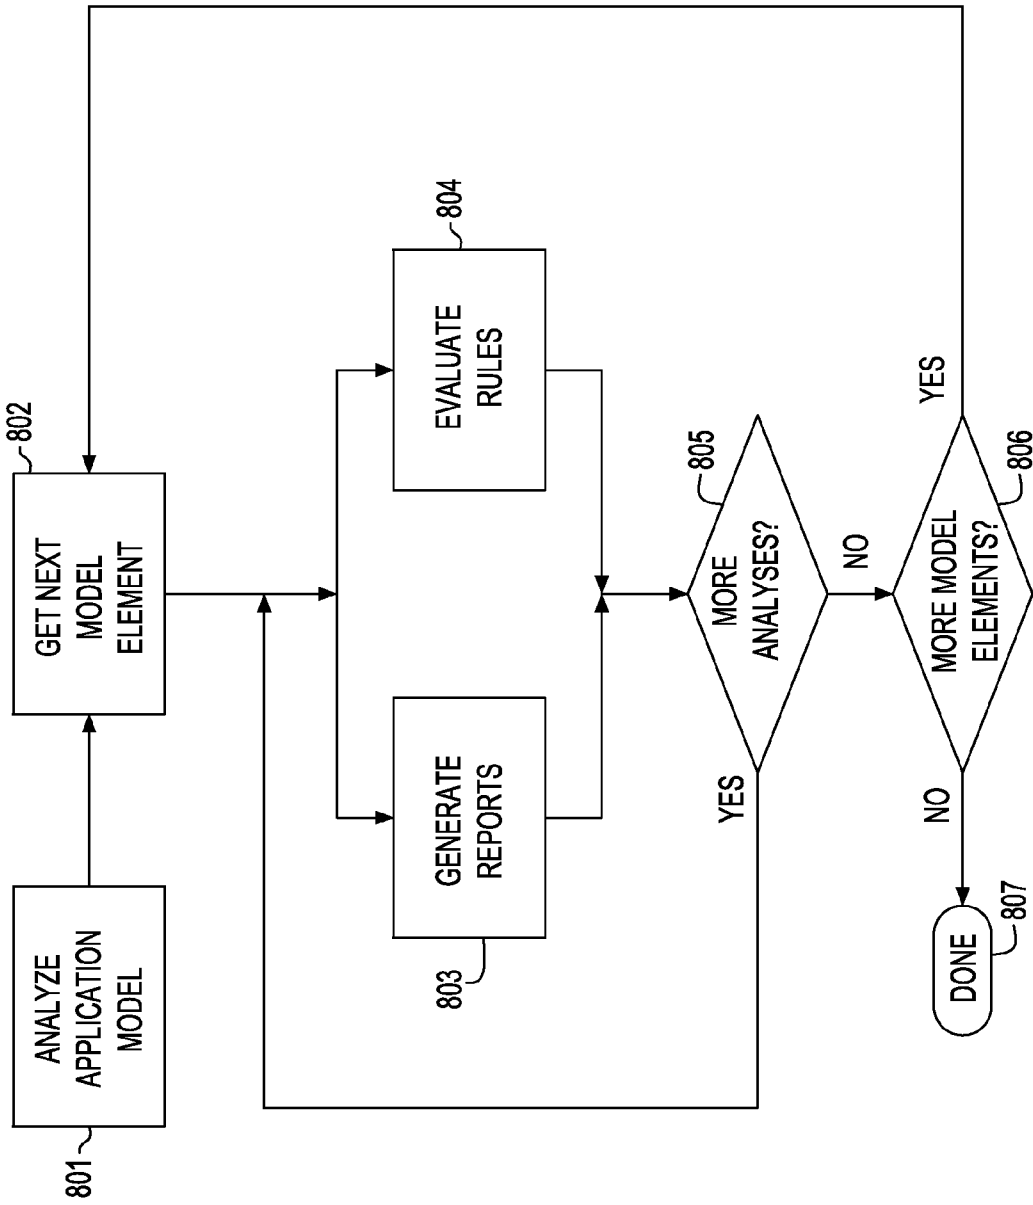 801
ANALYZE
APPLICATION
MODEL
802
GET NEXT
MODEL
ELEMENT
803
GENERATE
REPORTS
804
EVALUATE
RULES
805
MORE
ANALYSES?
YES
NO
806
MORE MODEL
ELEMENTS?
YES
NO
807
DONE